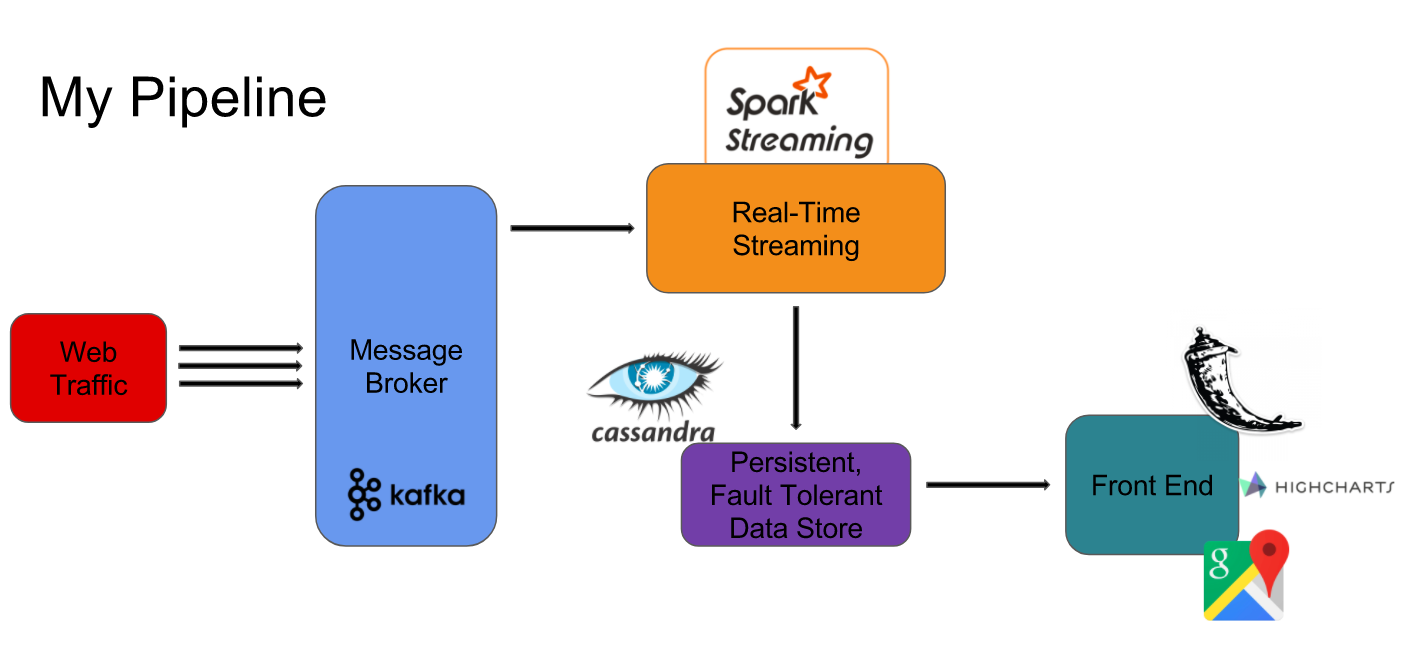 My Pipeline
Spark
Streaming
Real-Time
Streaming
Web
Traffic
Message
Broker
kafka
cassandra
Persistent,
Fault Tolerant
Data Store
Front End
HIGHCHARTS
g